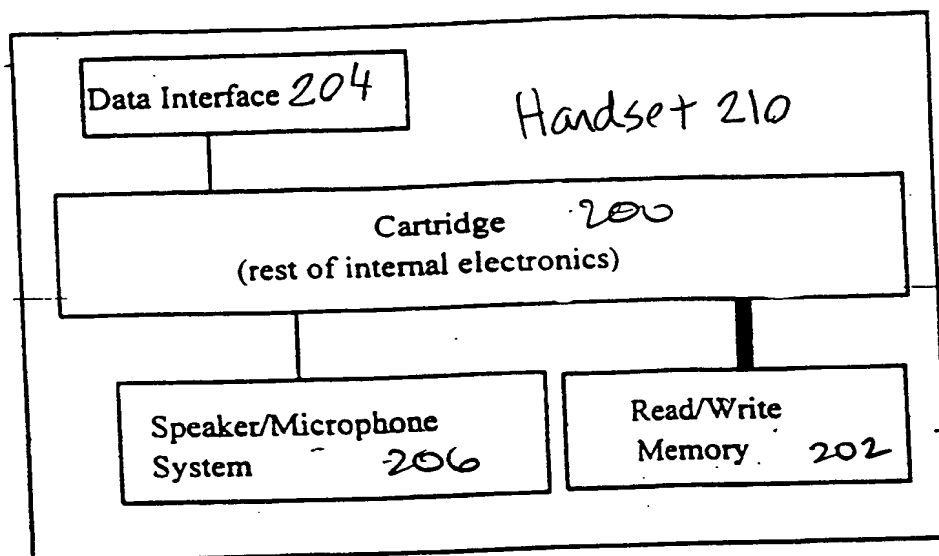 Data Interface 204
Handset 210
Cartridge 200
(rest of internal electronics)
Speaker/Microphone
System 206
Read/Write
Memory 202